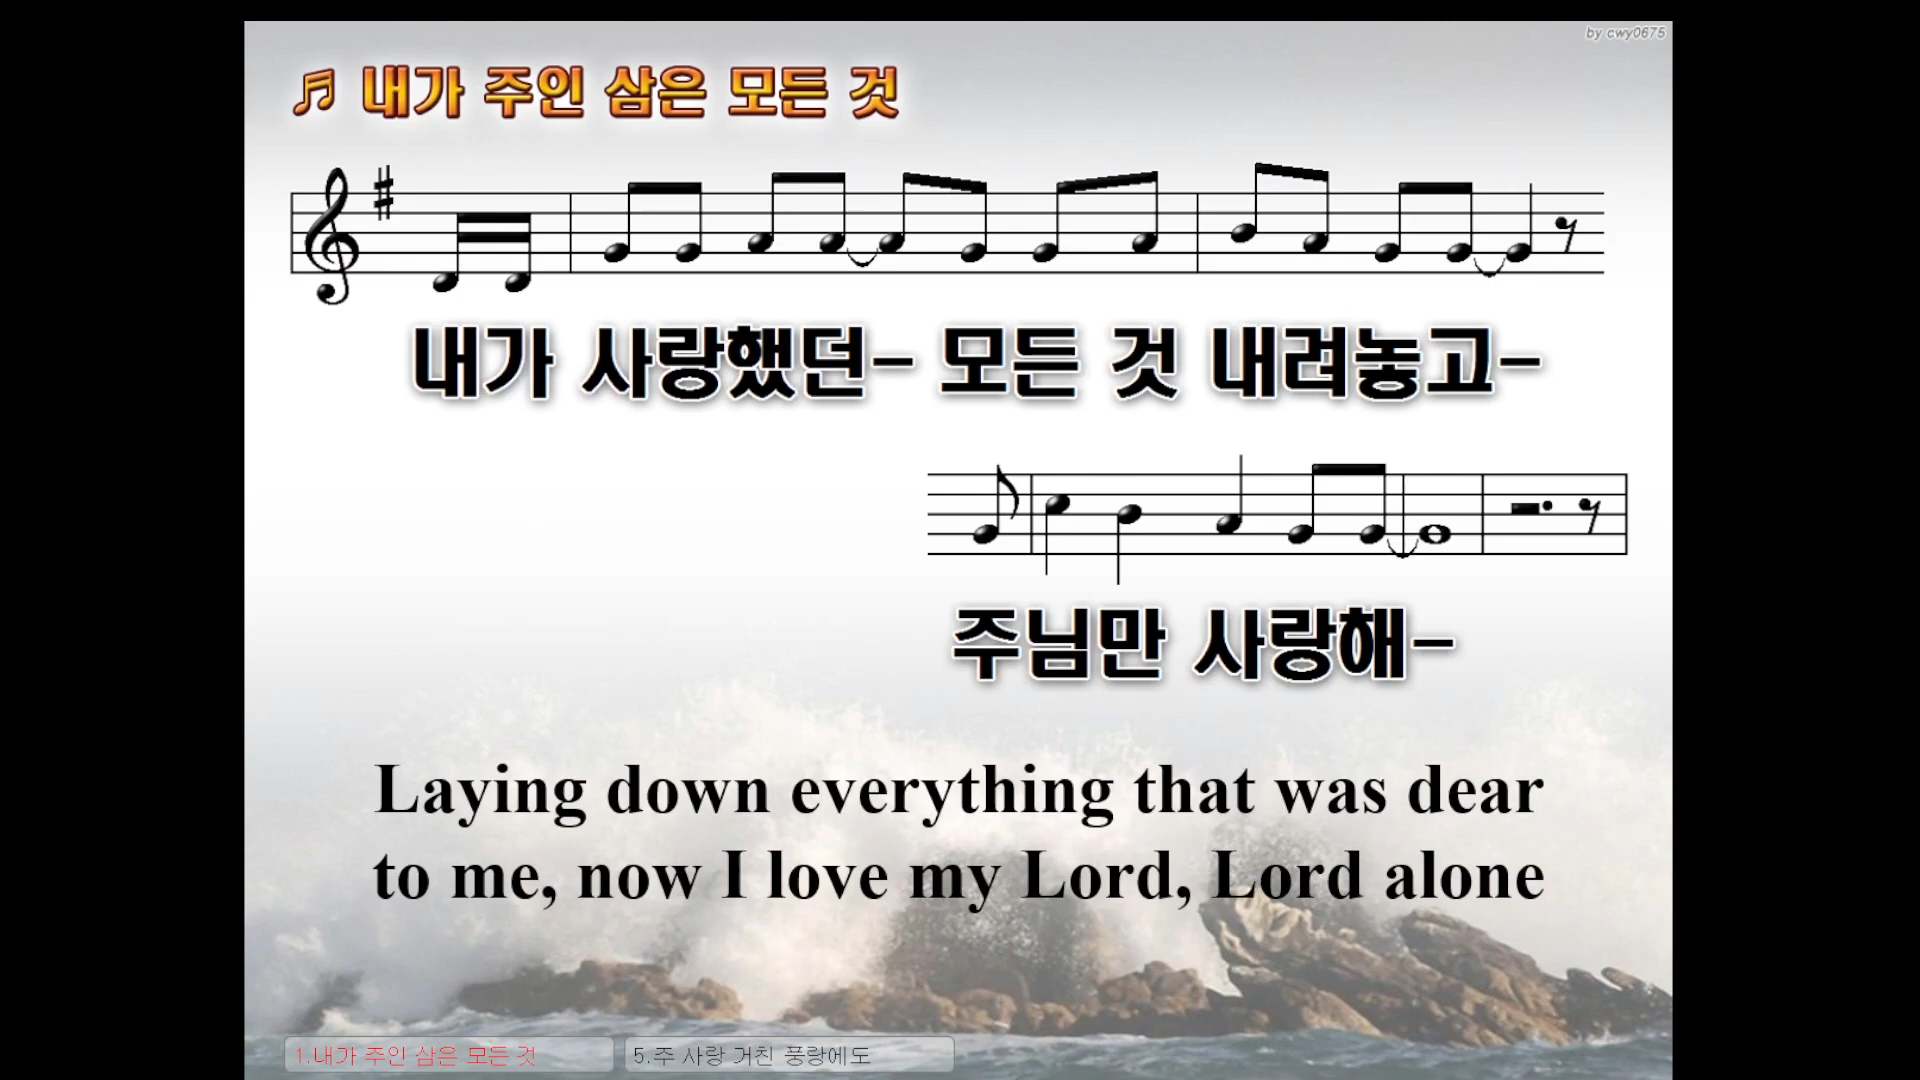 by cwy0675
♬ 내가 주인 삼은 모든 것
내가 사랑했던- 모든 것 내려놓고-
주님만 사랑해-
Laying down everything that was dear
to me, now I love my Lord, Lord alone
1.내가 주인 삼은 모든 것
5.주 사랑 거친 풍랑에도